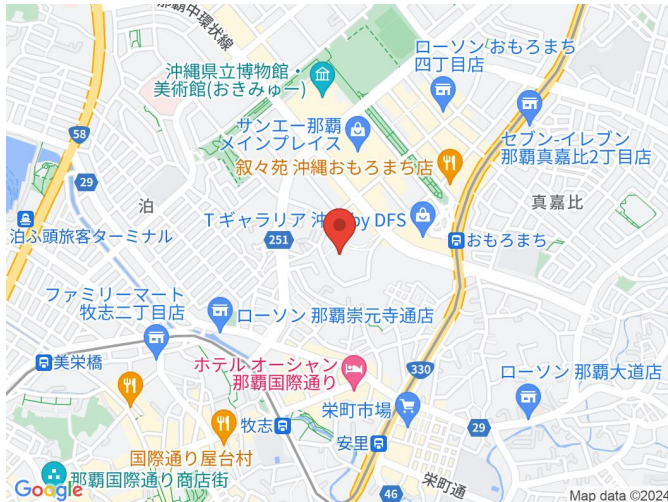 那覇中環状線
ローソン おもろまち
四丁目店
沖縄県立博物館・
美術館(おきみゅー)
サンエー那覇
メインプレイス
セブン-イレブン
那覇真嘉比2丁目店
58
叙々苑 沖縄おもろまち店
29
泊
真嘉比
Tギャラリア 沖
by DFS
泊ふ頭旅客ターミナル
251
おもろまち
ファミリーマート
牧志二丁目店
ローソン 那覇崇元寺通店
美栄橋
ホテル オーシャン
那覇国際通り
330
ローソン 那覇大道店
栄町市場
29
牧志
安里
国際通り屋台村
那覇国際通り商店街
栄町通
46
Google
Map data ©202